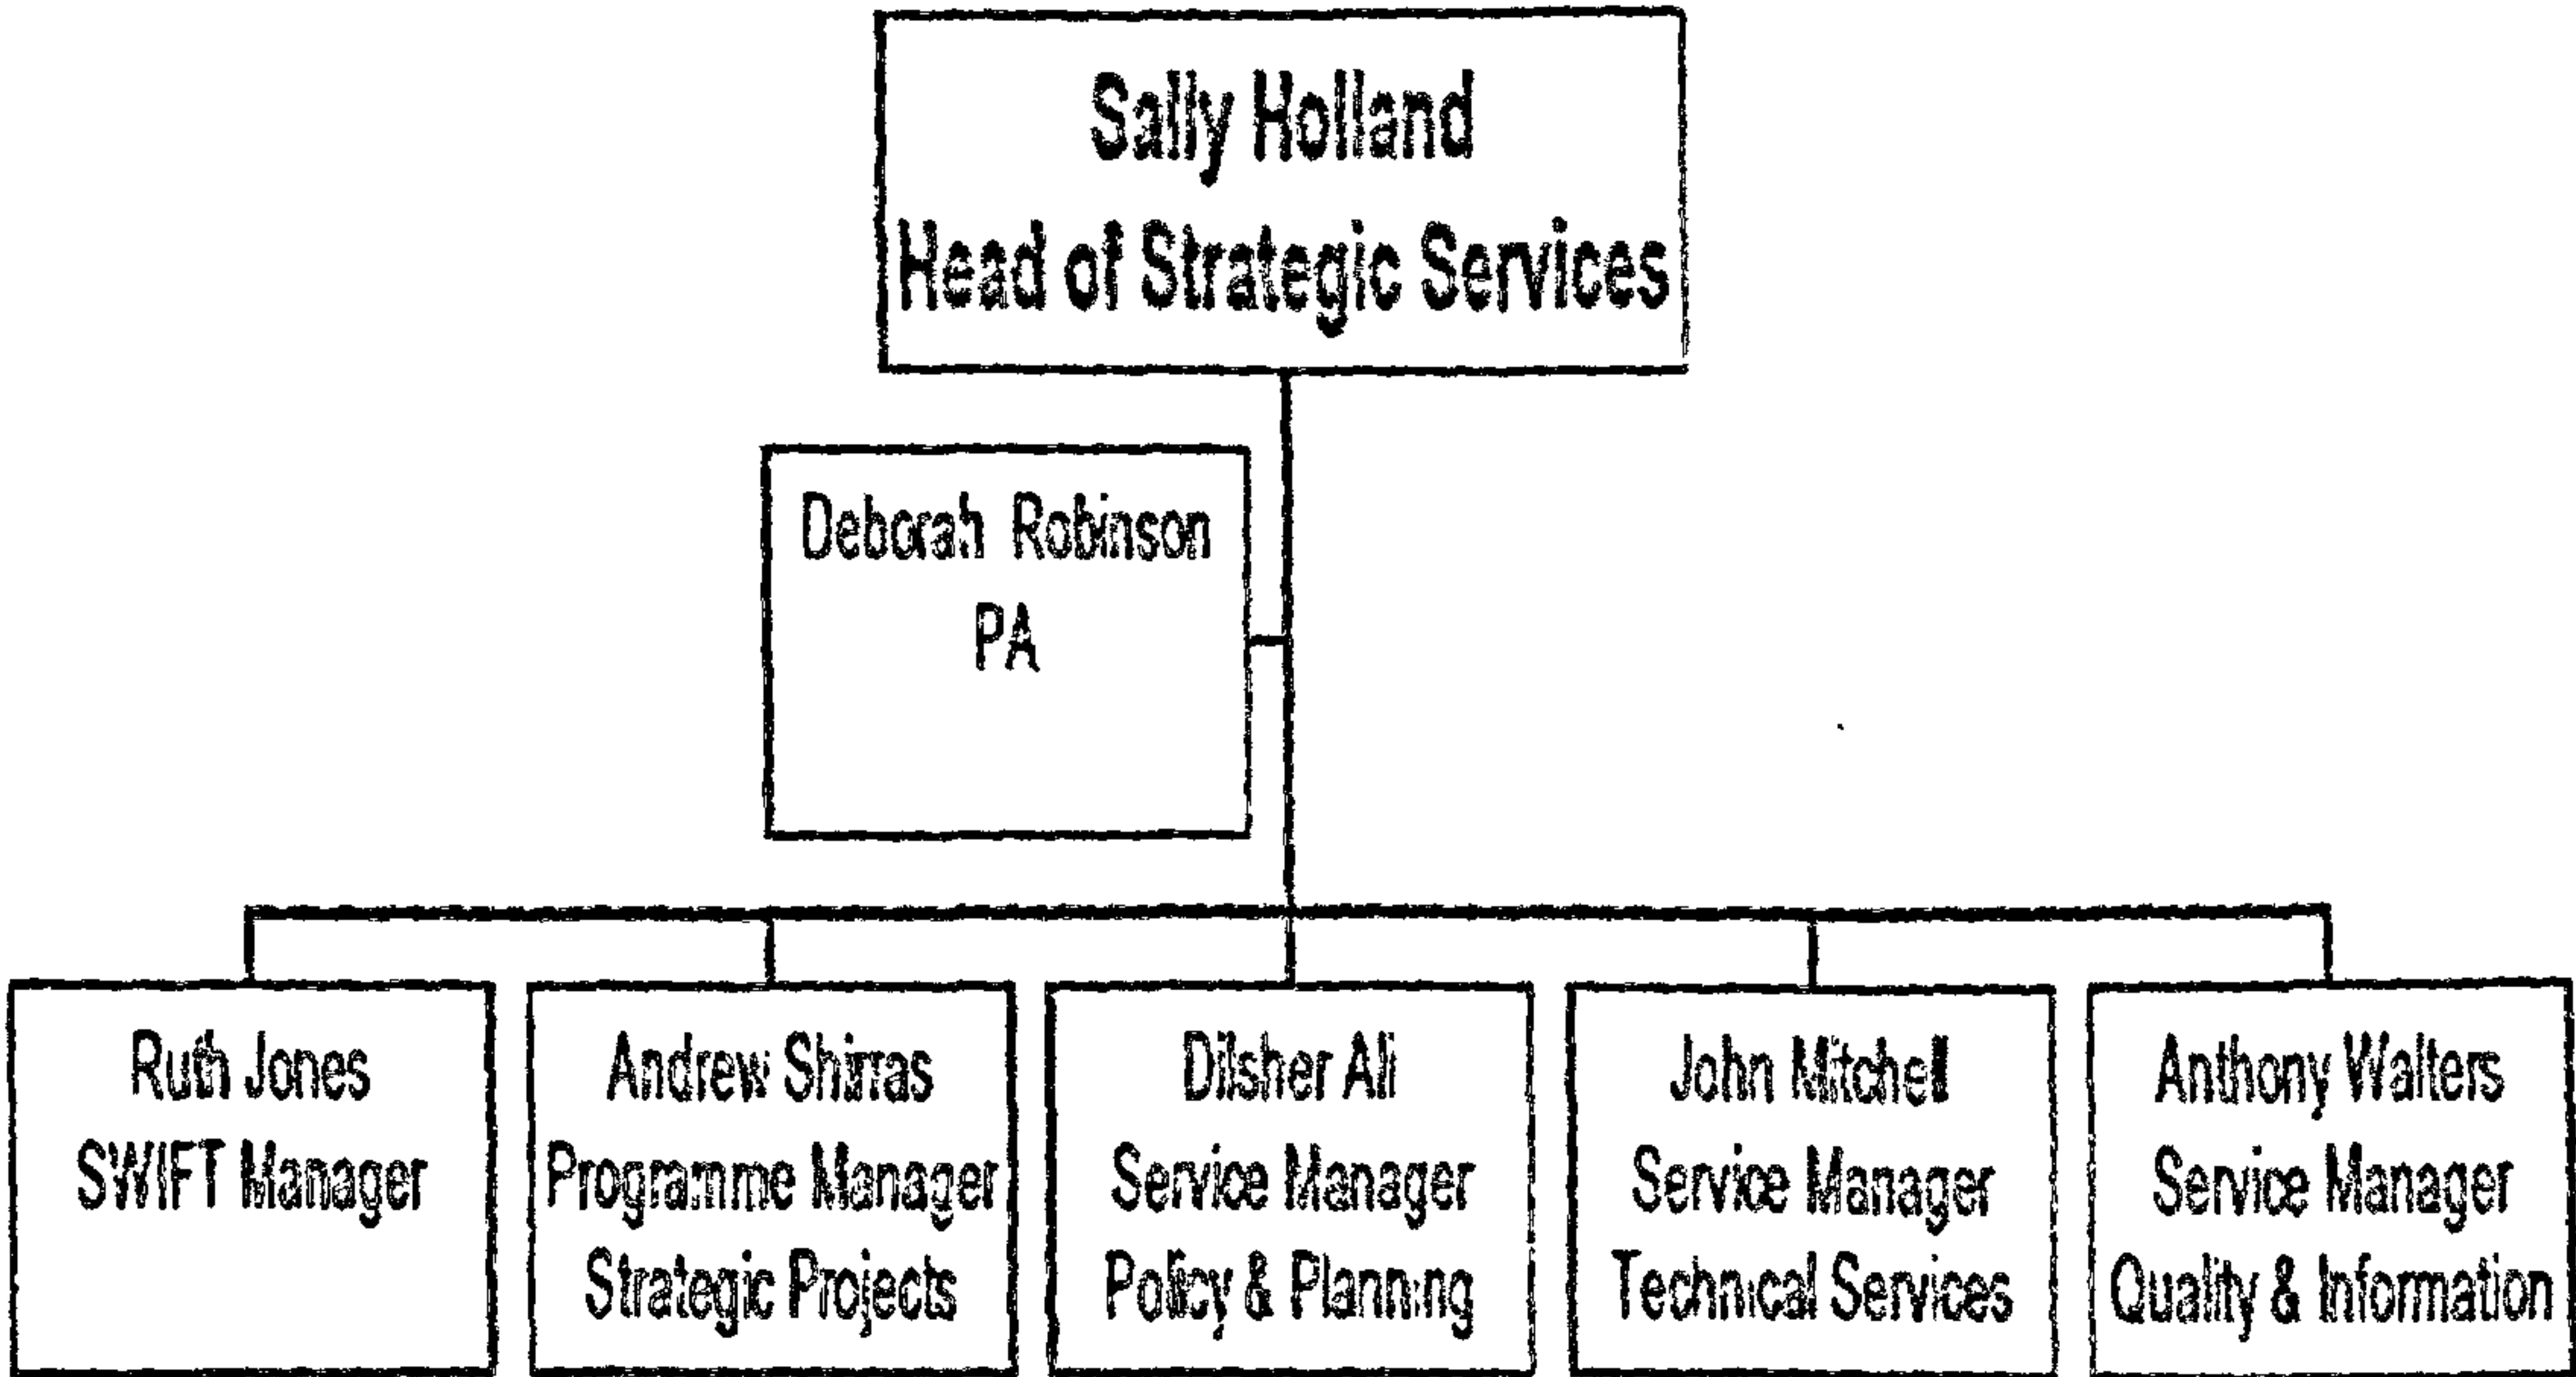 Sally Holland
Head of Strategic Services
Deborah Robinson
PA
Ruth Jones
SWIFT Manager
Andrew Shirras
Programme Manager
Strategic Projects
Dilsher Ali
Service Manager
Policy & Planning
John Mitchell
Service Manager
Technical Services
Anthony Walters
Service Manager
Quality & Information